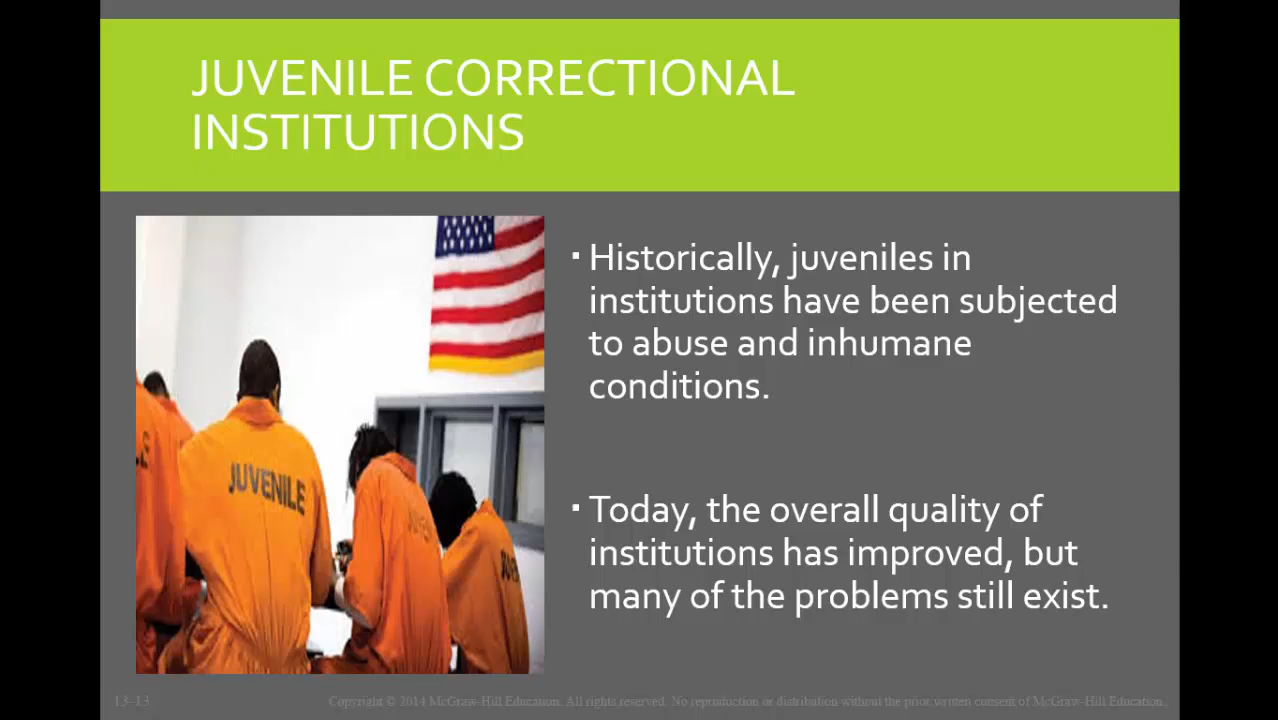 JUVENILE CORRECTIONAL
INSTITUTIONS
▪ Historically, juveniles in
institutions have been subjected
to abuse and inhumane
conditions.
▪ Today, the overall quality of
institutions has improved, but
many of the problems still exist.
JUVENILE
13-13
Copyright © 2014 McGraw-Hill Education. All rights reserved. No reproduction or distribution without the prior written consent of McGraw-Hill Education.